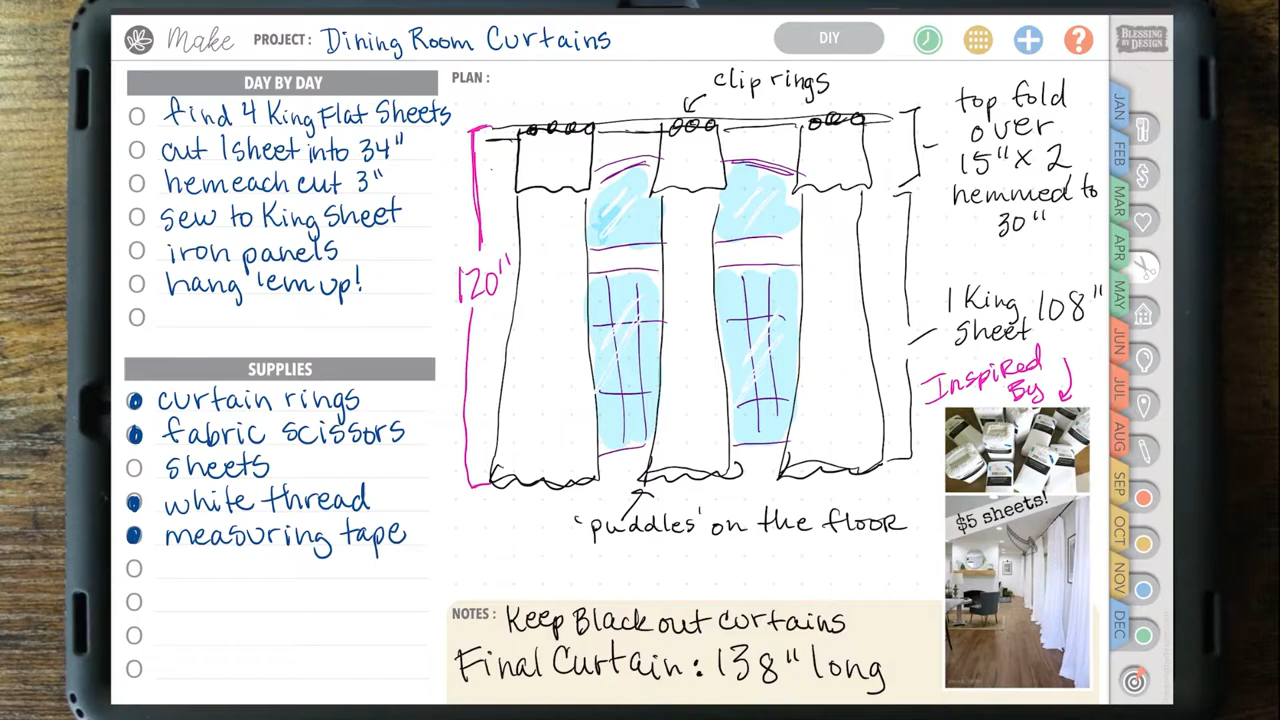 Make PROJECT: Dining Room Curtains
DIY
BLESSING
BY DESIGN
DAY BY DAY
find 4 King Flat Sheets
cut 1 sheet into 34"
hem each cut 3"
sew to King Sheet
iron panels
hang 'em up!
SUPPLIES
curtain rings
fabric scissors
sheets
white thread
measuring tape
PLAN:
clip rings
120"
top fold
over
15" x 2
hemmed to
30"
1 King 108"
Sheet
Inspired
By
$5 sheets!
'puddles' on the floor
NOTES: Keep Blackout curtains
Final Curtain: 138" long
JAN
FEB
MAR
APR
MAY
JUN
JUL
AUG
SEP
OCT
NOV
DEC